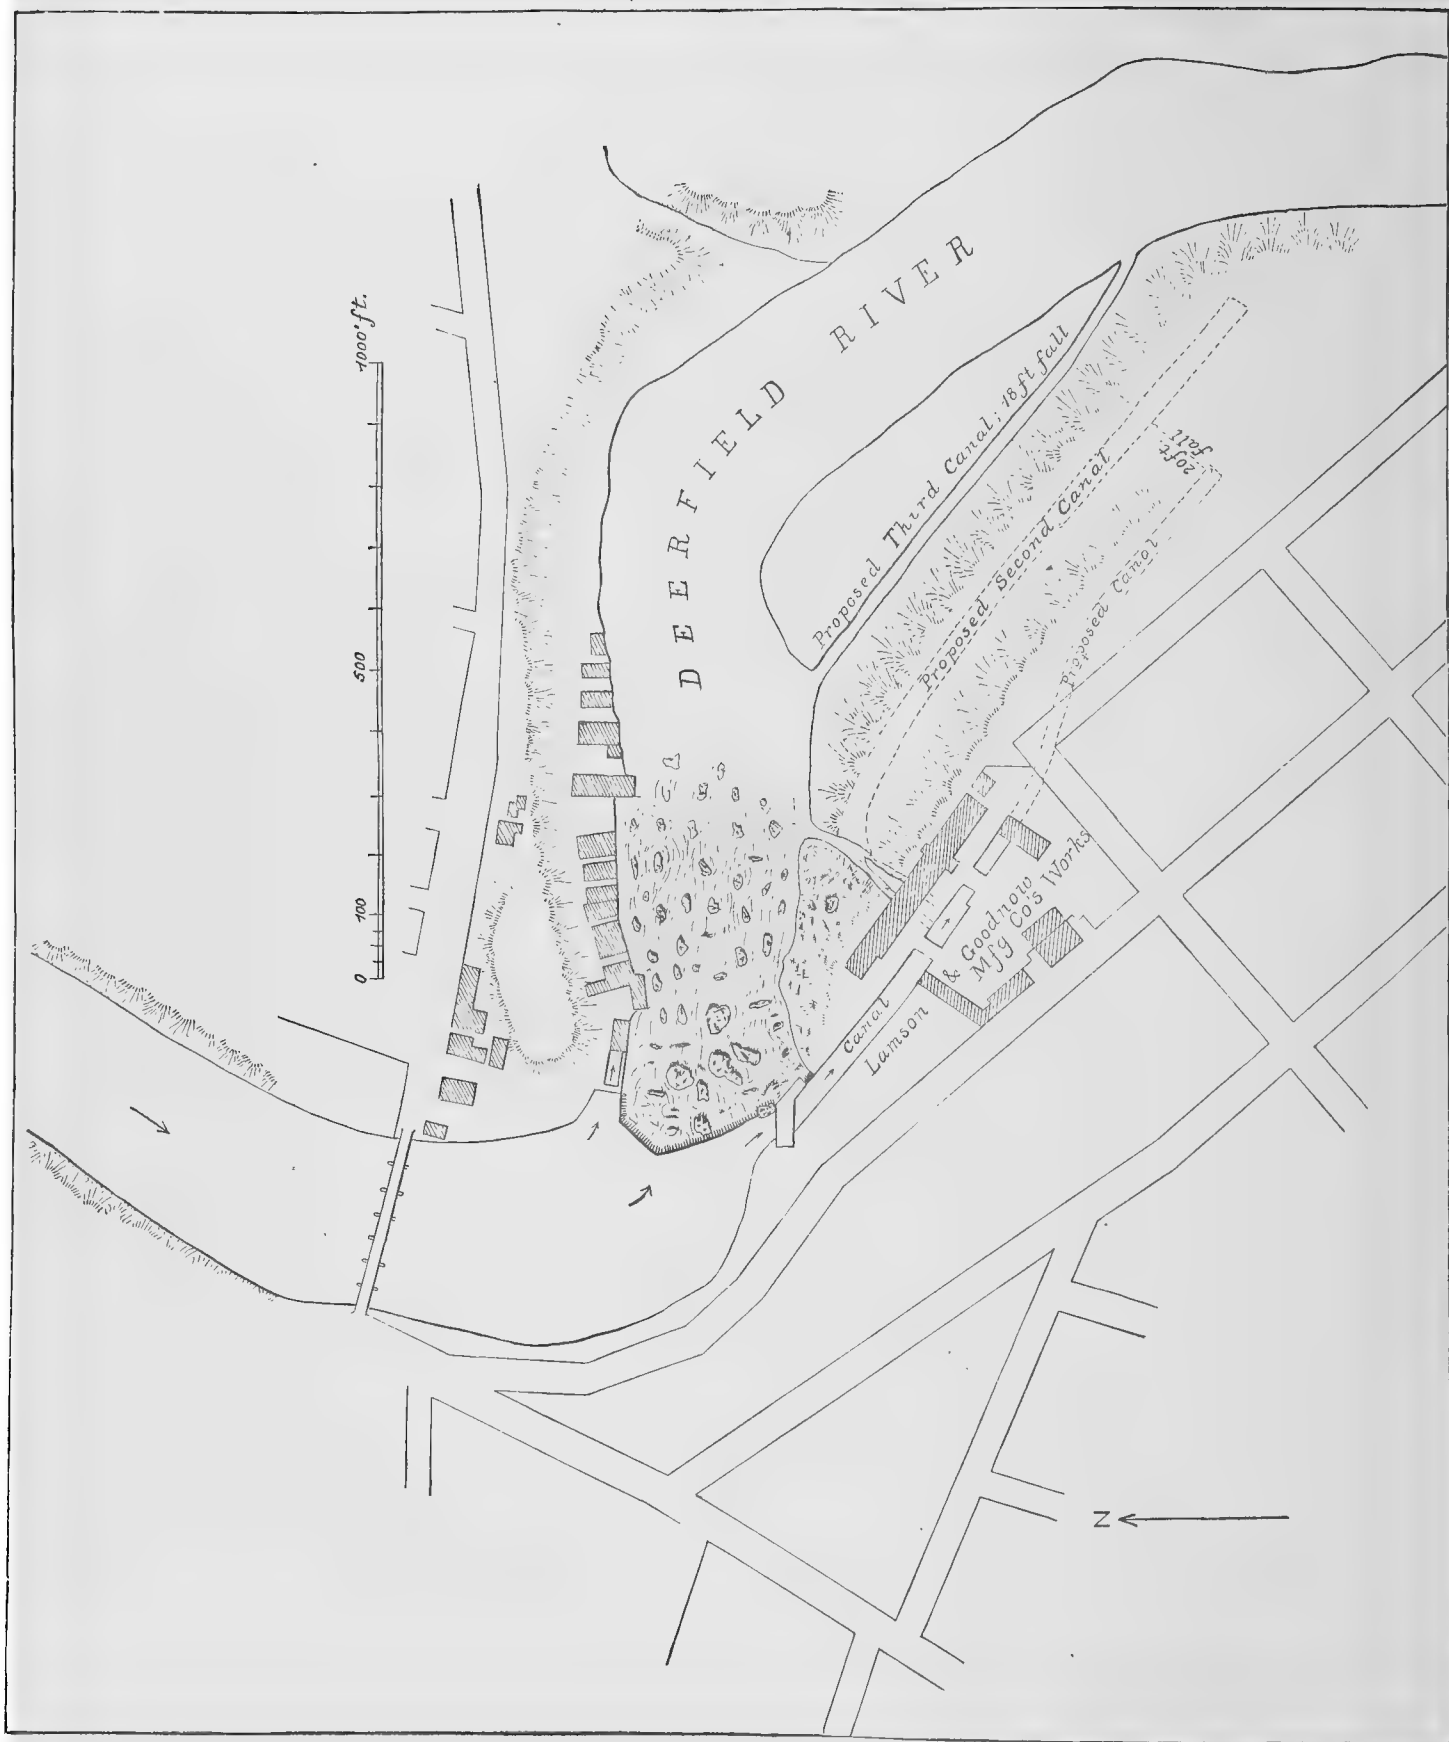 0
100
500
1000 ft.
DEERFIELD RIVER
Proposed Third Canal; 18 ft fall
Proposed Second Canal
20 ft
fall
Proposed Canal
Canal
Lamson
& Goodnow
Mfg Co's Works
N